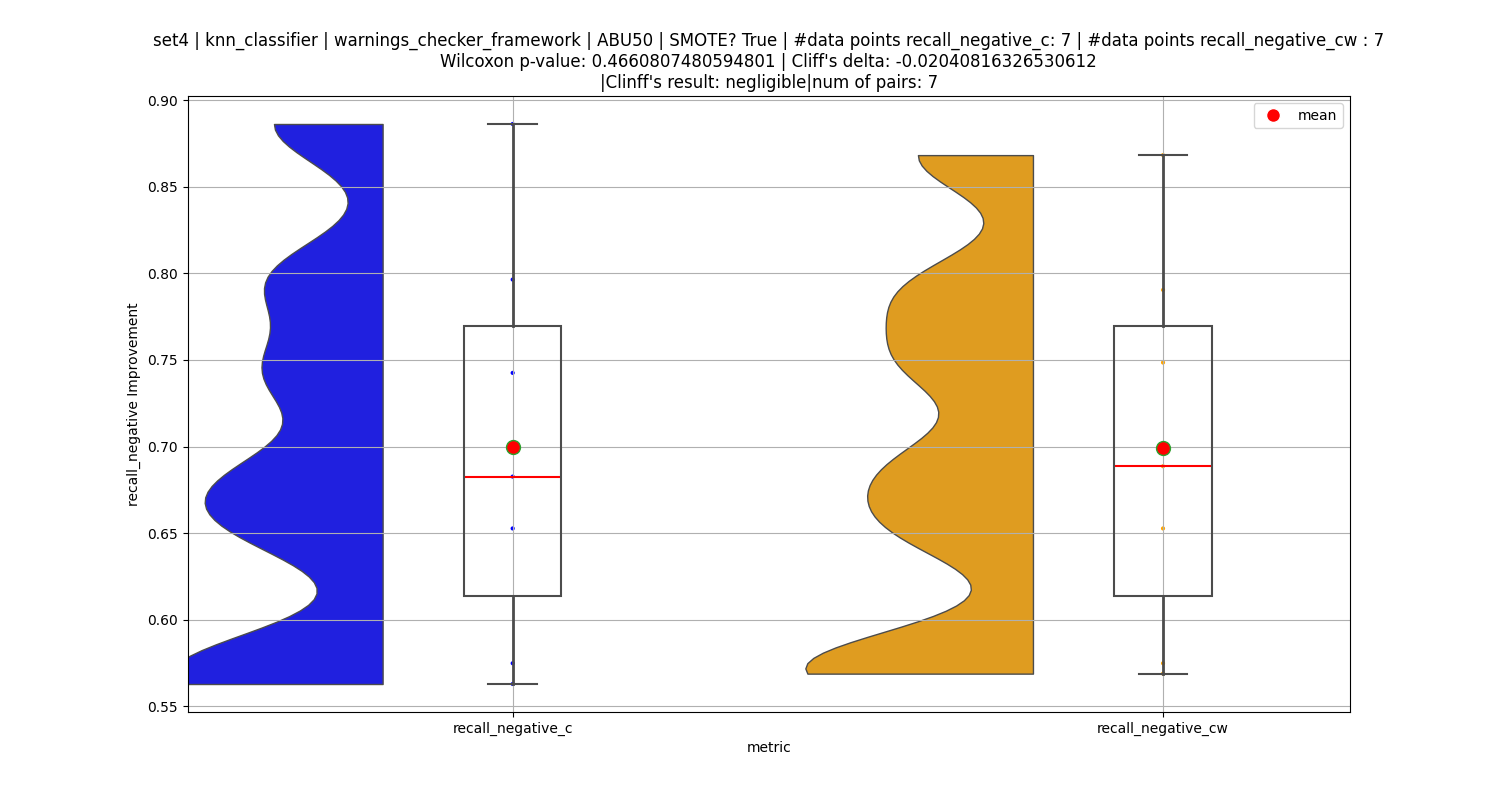 set4 | knn_classifier | warnings_checker_framework | ABU50 | SMOTE? True | #data points recall_negative_c: 7 | #data points recall_negative_cw : 7
Wilcoxon p-value: 0.4660807480594801 | Cliff's delta: -0.02040816326530612
|Clinff's result: negligible|num of pairs: 7
mean
0.90
0.85
0.80
0.75
0.70
0.65
0.60
0.55
recall_negative Improvement
recall_negative_c
recall_negative_cw
metric